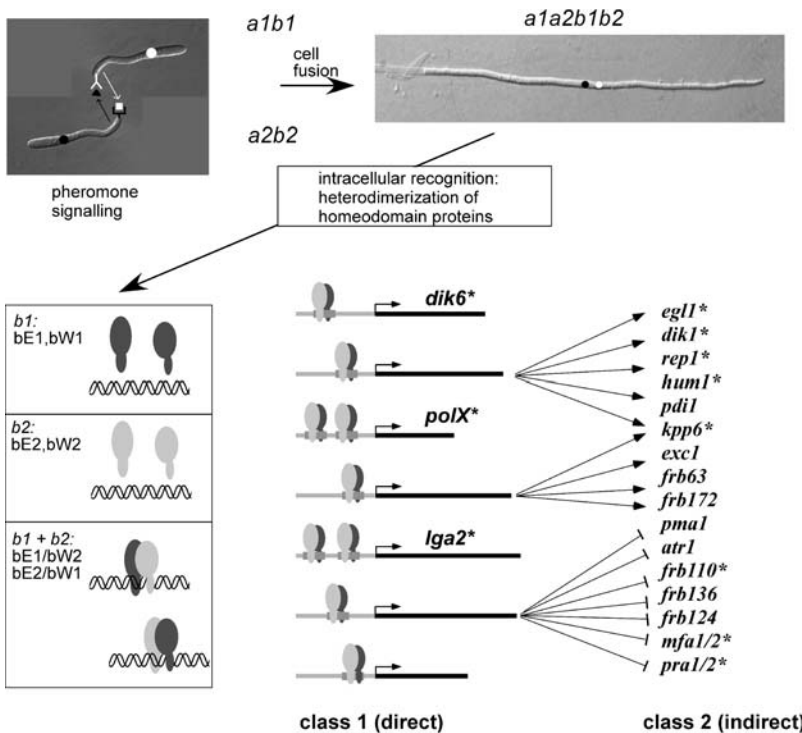 a1b1
a1a2b1b2
cell
fusion
a2b2
pheromone
signalling
intracellular recognition:
heterodimerization of
homeodomain proteins
b1:
bE1,bW1
b2:
bE2,bW2
b1 + b2:
bE1/bW2
bE2/bW1
dik6*
polX*
lga2*
egl1*
dik1*
rep1*
hum1*
pdi1
kpp6*
exc1
frb63
frb172
pma1
atr1
frb110*
frb136
frb124
mfa1/2*
pra1/2*
class 1 (direct)
class 2 (indirect)